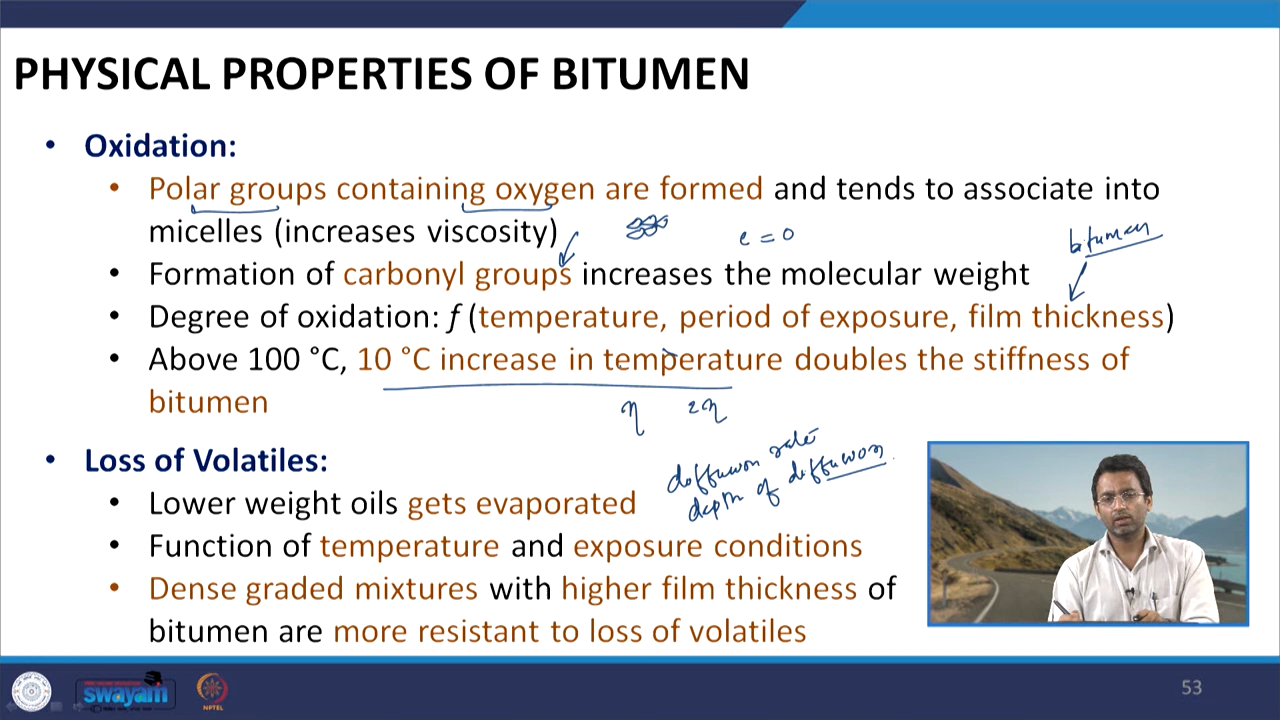 PHYSICAL PROPERTIES OF BITUMEN
• Oxidation:
• Polar groups containing oxygen are formed and tends to associate into
micelles (increases viscosity)
c = 0
bitumen
• Formation of carbonyl groups increases the molecular weight
• Degree of oxidation: f (temperature, period of exposure, film thickness)
• Above 100 °C, 10 °C increase in temperature doubles the stiffness of
bitumen
η 2η
• Loss of Volatiles:
diffusion rate
depth of diffusion
• Lower weight oils gets evaporated
• Function of temperature and exposure conditions
• Dense graded mixtures with higher film thickness of
bitumen are more resistant to loss of volatiles
swayam
NPTEL
53